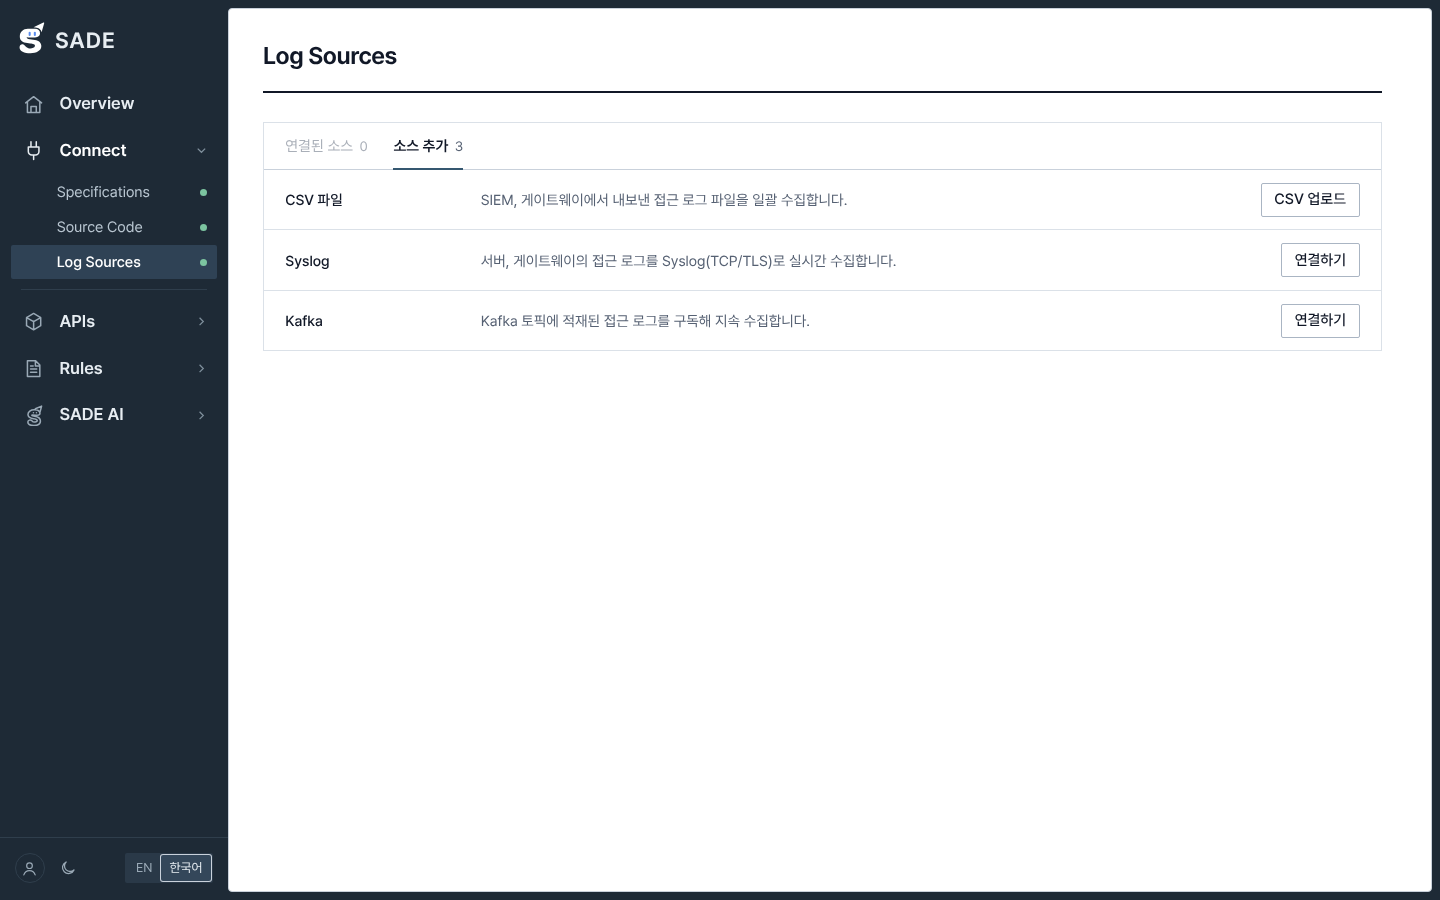 SADE
Overview
Connect
Specifications
Source Code
Log Sources
APIs
Rules
SADE AI
EN 한국어
Log Sources
연결된 소스 0 소스 추가 3
CSV 파일 SIEM, 게이트웨이에서 내보낸 접근 로그 파일을 일괄 수집합니다. CSV 업로드
Syslog 서버, 게이트웨이의 접근 로그를 Syslog(TCP/TLS)로 실시간 수집합니다. 연결하기
Kafka Kafka 토픽에 적재된 접근 로그를 구독해 지속 수집합니다. 연결하기